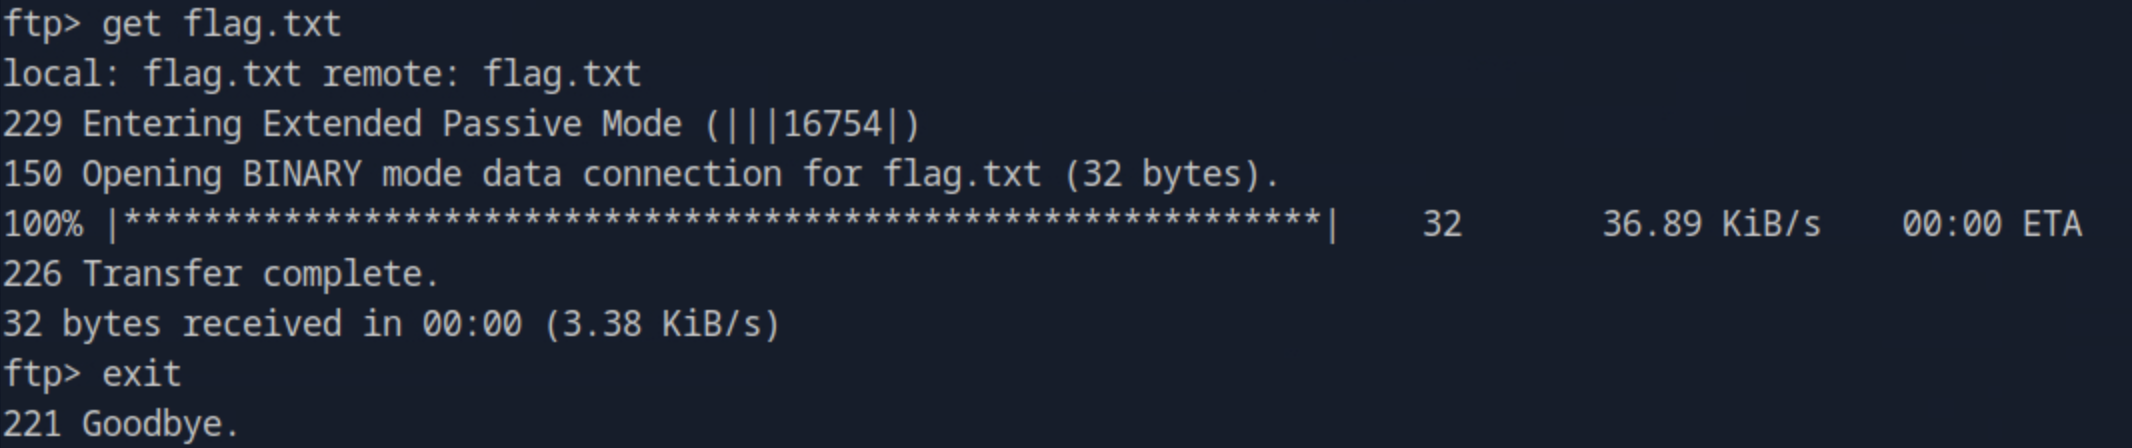 ftp> get flag.txt
local: flag.txt remote: flag.txt
229 Entering Extended Passive Mode (|||16754|)
150 Opening BINARY mode data connection for flag.txt (32 bytes).
100% |************************************************************|    32       36.89 KiB/s    00:00 ETA
226 Transfer complete.
32 bytes received in 00:00 (3.38 KiB/s)
ftp> exit
221 Goodbye.